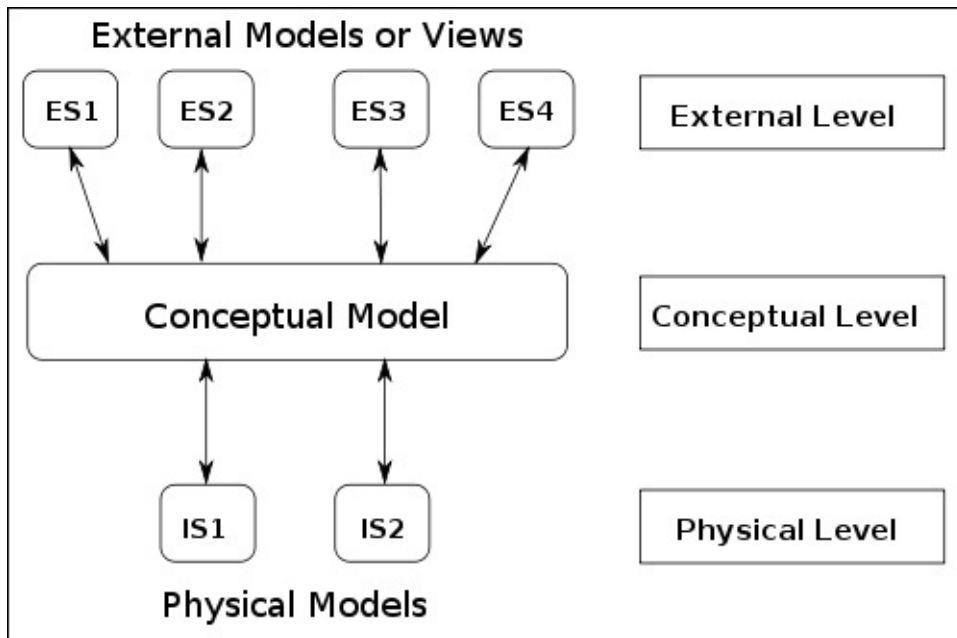 External Models or Views
ES1 ES2 ES3 ES4
External Level
Conceptual Model
Conceptual Level
IS1 IS2
Physical Level
Physical Models